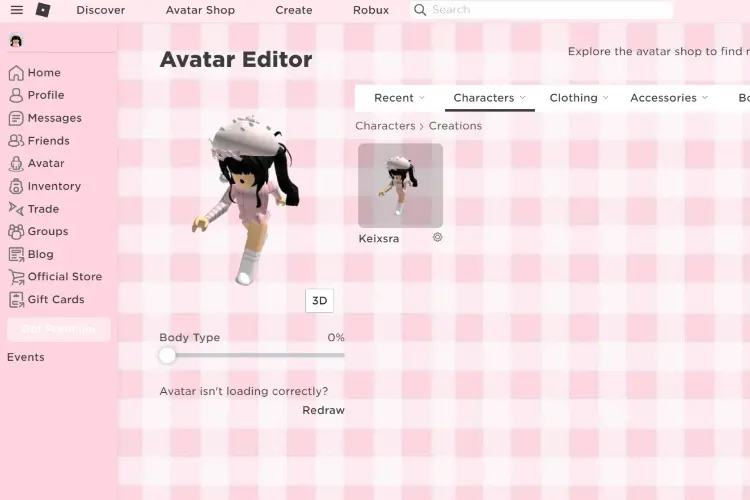 Discover Avatar Shop Create Robux Search
Avatar Editor
Explore the avatar shop to find
Home
Profile
Messages
Friends
Avatar
Inventory
Trade
Groups
Blog
Official Store
Gift Cards
Get Premium
Events
Recent Characters Clothing Accessories
Characters > Creations
Keixsra
3D
Body Type 0%
Avatar isn't loading correctly?
Redraw